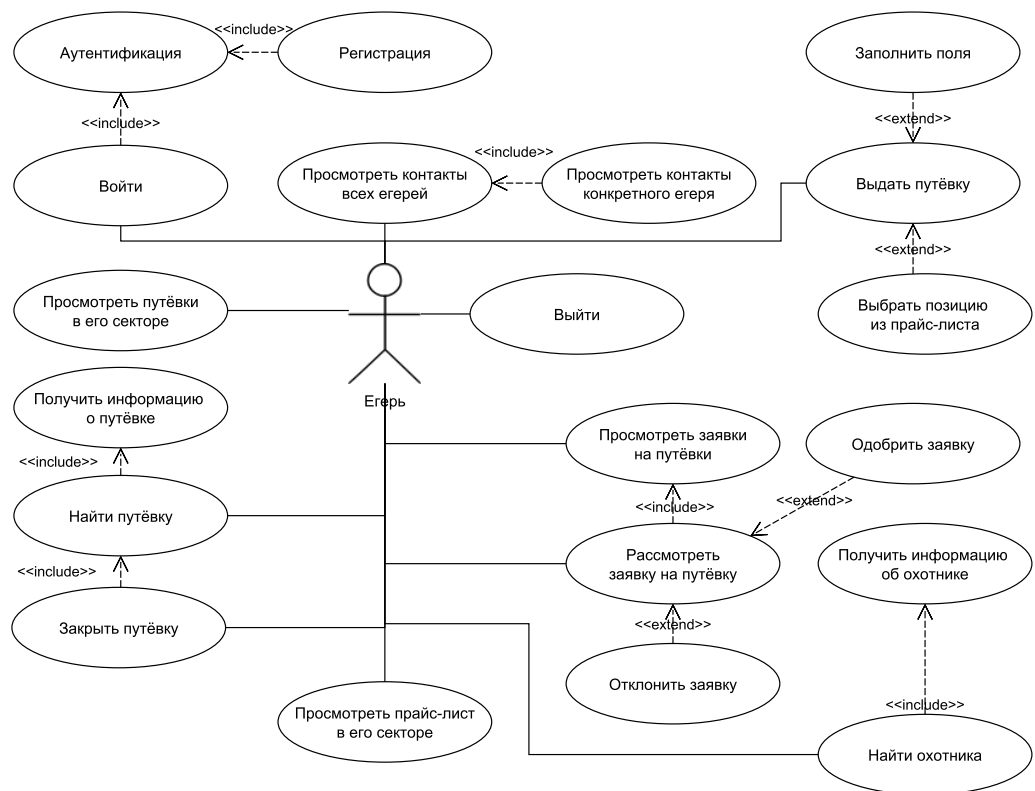 <<include>>
Аутентификация
Регистрация
Заполнить поля
<<include>>
<<extend>>
Войти
Просмотреть контакты
всех егерей
<<include>>
Просмотреть контакты
конкретного егеря
Выдать путёвку
<<extend>>
Просмотреть путёвки
в его секторе
Выйти
Выбрать позицию
из прайс-листа
Егерь
Получить информацию
о путёвке
<<include>>
Просмотреть заявки
на путёвки
Одобрить заявку
<<extend>>
<<include>>
Найти путёвку
Рассмотреть
заявку на путёвку
Получить информацию
об охотнике
<<include>>
<<extend>>
Закрыть путёвку
Отклонить заявку
<<include>>
Просмотреть прайс-лист
в его секторе
Найти охотника